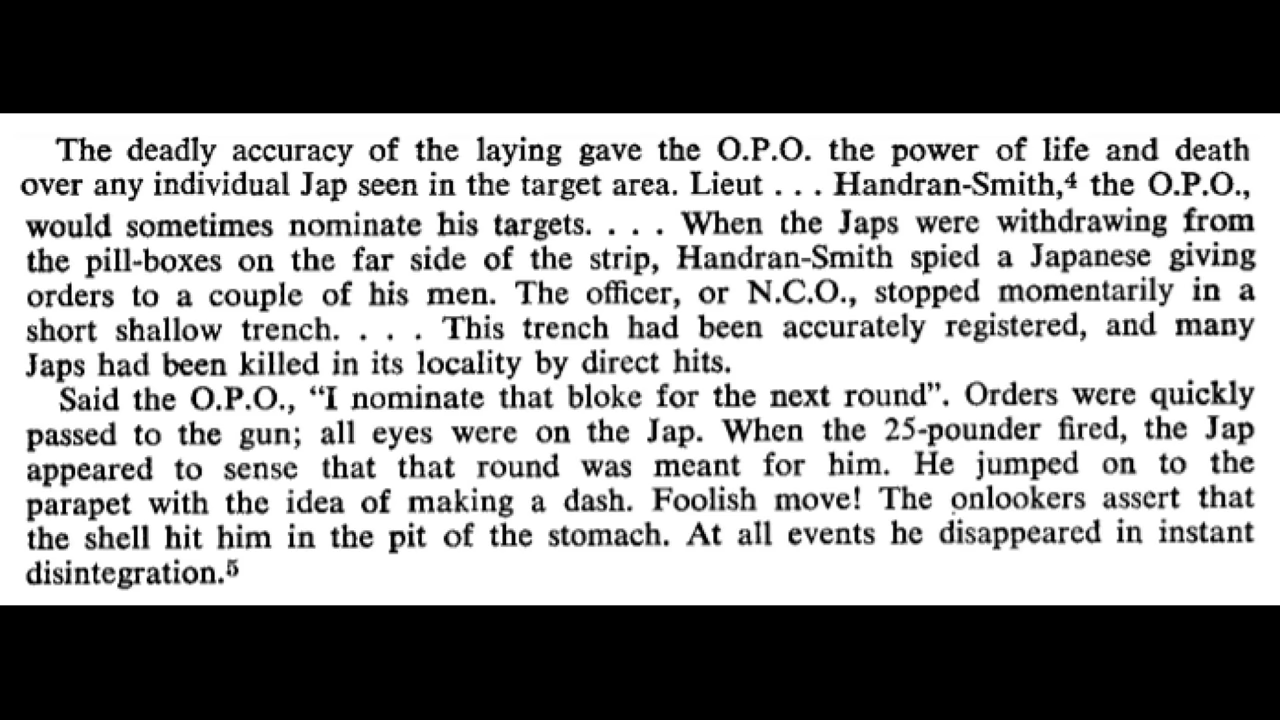 The deadly accuracy of the laying gave the O.P.O. the power of life and death
over any individual Jap seen in the target area. Lieut . . . Handran-Smith,⁴ the O.P.O.,
would sometimes nominate his targets. . . . When the Japs were withdrawing from
the pill-boxes on the far side of the strip, Handran-Smith spied a Japanese giving
orders to a couple of his men. The officer, or N.C.O., stopped momentarily in a
short shallow trench. . . . This trench had been accurately registered, and many
Japs had been killed in its locality by direct hits.
Said the O.P.O., “I nominate that bloke for the next round”. Orders were quickly
passed to the gun; all eyes were on the Jap. When the 25-pounder fired, the Jap
appeared to sense that that round was meant for him. He jumped on to the
parapet with the idea of making a dash. Foolish move! The onlookers assert that
the shell hit him in the pit of the stomach. At all events he disappeared in instant
disintegration.⁵